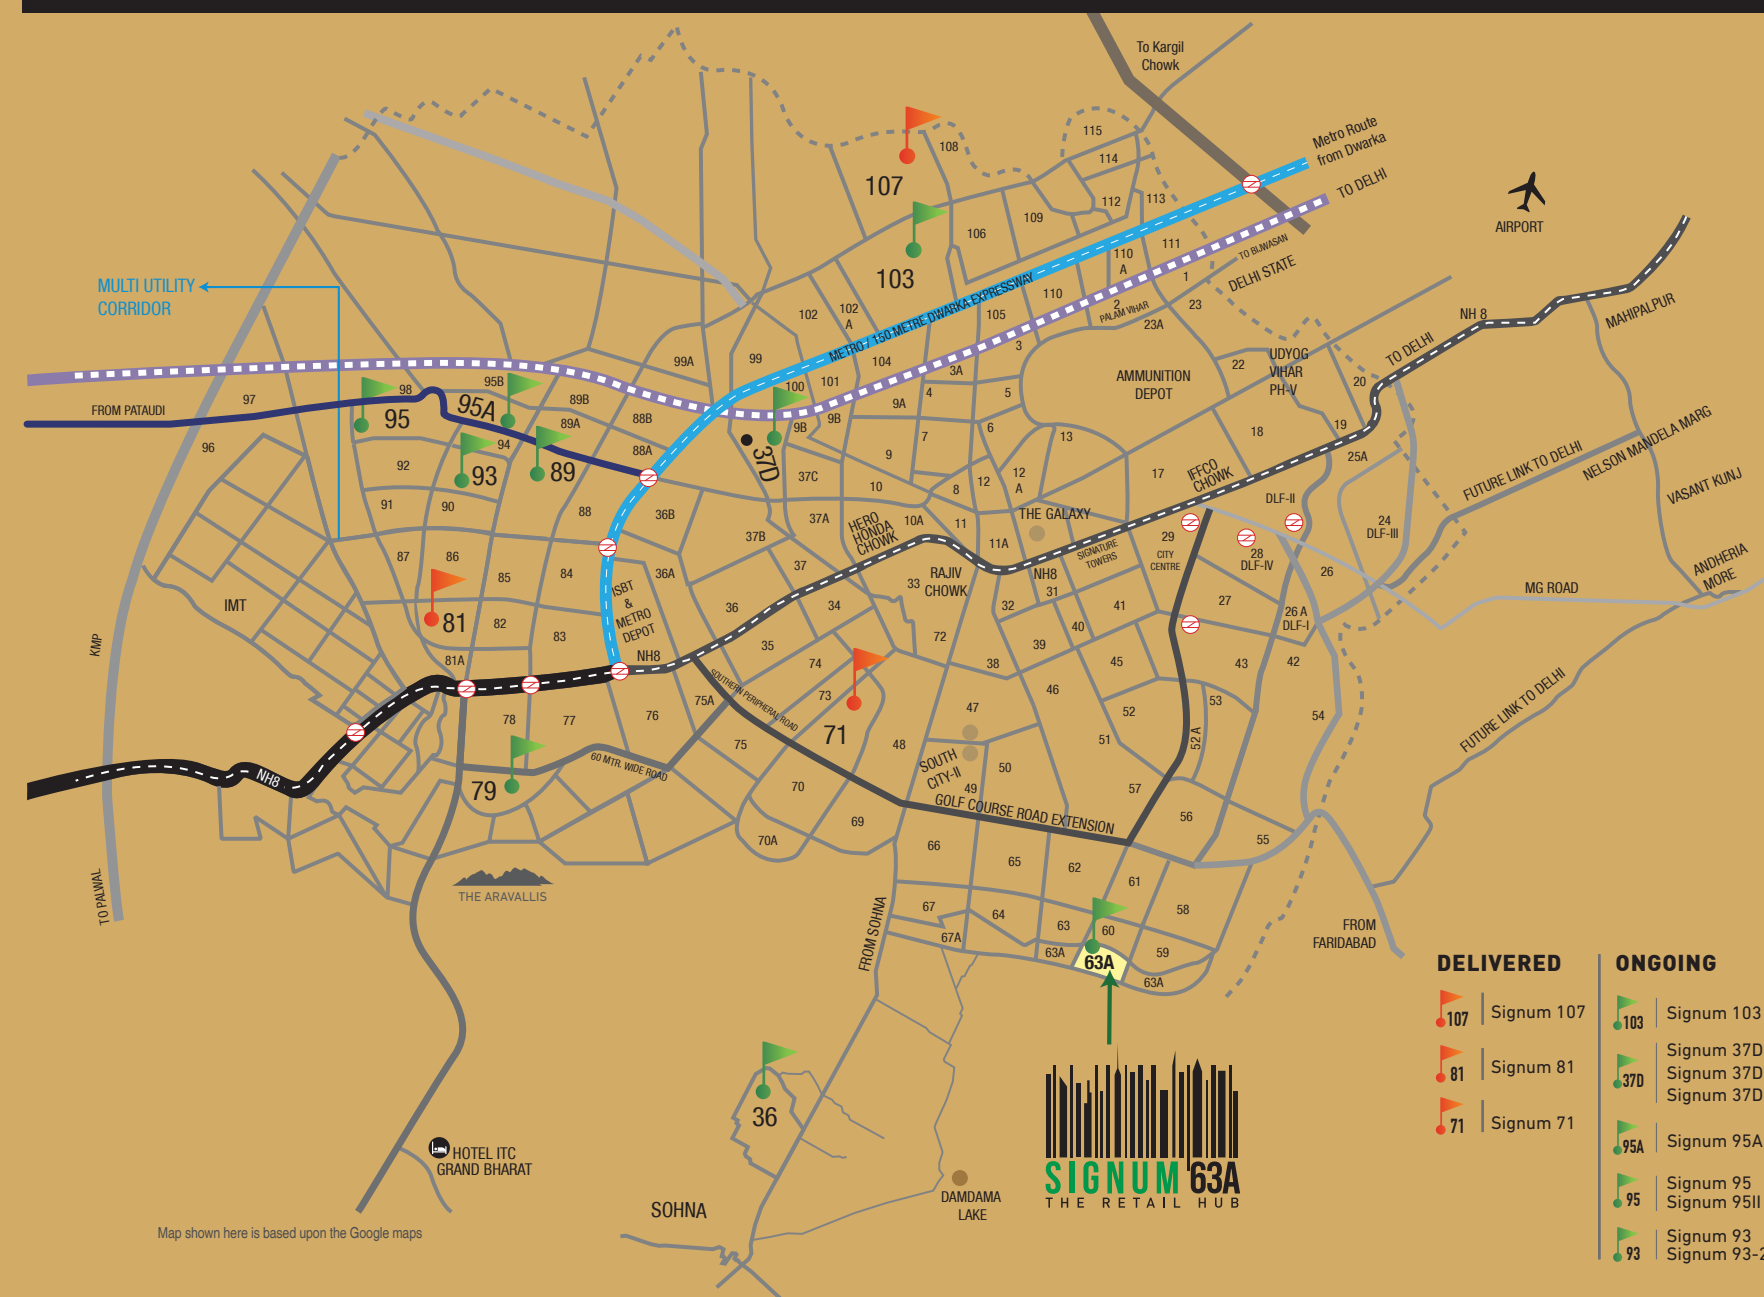 To Kargil
Chowk
Metro Route
from Dwarka
TO DELHI
AIRPORT
115
108
114
107
112
113
109
106
111
110
A
TO BIJWASAN
DELHI STATE
103
1
MULTI UTILITY
CORRIDOR
METRO / 150 METRE DWARKA EXPRESSWAY
110
2
PALAM VIHAR
23
23A
102
102
A
105
NH 8
MAHIPALPUR
TO DELHI
3
99A
99
104
3A
22
UDYOG
VIHAR
PH-V
AMMUNITION
DEPOT
20
95B
98
97
100
101
4
5
89B
9A
FROM PATAUDI
95
95A
88B
89A
9B
9B
6
19
18
NELSON MANDELA MARG
96
94
88A
7
13
25A
FUTURE LINK TO DELHI
92
93
89
37D
37C
9
12
12
A
17
IFFCO
CHOWK
VASANT KUNJ
10
8
DLF-II
91
90
88
36B
37A
HERO
HONDA
CHOWK
10A
11
THE GALAXY
24
DLF-III
87
86
37B
11A
SIGNATURE
TOWERS
29
CITY
CENTRE
28
DLF-IV
ANDHERIA
MORE
85
84
36A
37
33
RAJIV
CHOWK
NH8
31
26
MG ROAD
IMT
ISBT
&
METRO
DEPOT
36
34
32
41
27
26 A
DLF-I
81
82
83
72
40
KMP
81A
NH8
35
74
38
39
45
43
42
SOUTHERN PERIPHERAL ROAD
75A
73
46
78
77
76
71
47
52
53
54
75
48
51
52 A
FUTURE LINK TO DELHI
NH8
60 MTR. WIDE ROAD
SOUTH
CITY-II
50
49
79
70
57
GOLF COURSE ROAD EXTENSION
69
56
55
70A
66
65
62
61
THE ARAVALLIS
TO PALWAL
67
64
63
60
58
FROM SOHNA
67A
63A
63A
59
63A
FROM
FARIDABAD
DELIVERED
107 Signum 107
81 Signum 81
71 Signum 71
ONGOING
103 Signum 103
37D Signum 37D
Signum 37D
Signum 37D
95A Signum 95A
95 Signum 95
Signum 95II
93 Signum 93
Signum 93-2
36
HOTEL ITC
GRAND BHARAT
SOHNA
DAMDAMA
LAKE
SIGNUM 63A
THE RETAIL HUB
Map shown here is based upon the Google maps